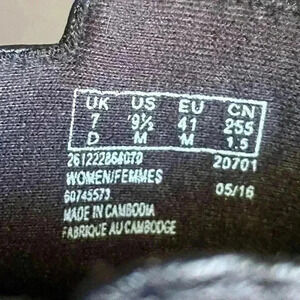 UK US EU CN
7 9½ 41 255
D M M 1.5
261222864070 20701
WOMEN/FEMMES
60745573 05/16
MADE IN CAMBODIA
FABRIQUE AU CAMBODGE